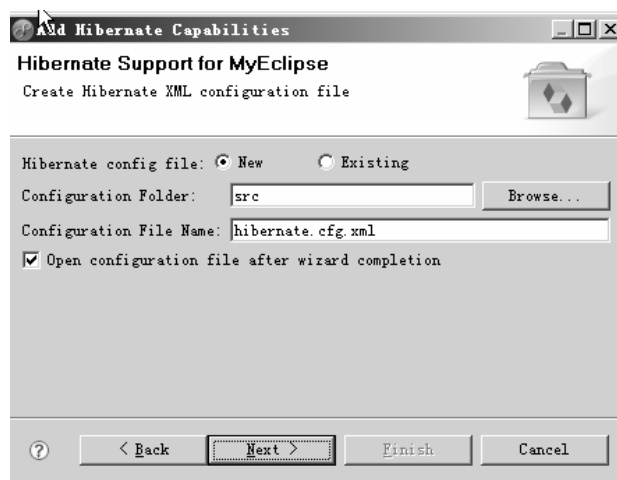 Add Hibernate Capabilities
Hibernate Support for MyEclipse
Create Hibernate XML configuration file
Hibernate config file: New Existing
Configuration Folder: src Browse...
Configuration File Name: hibernate.cfg.xml
Open configuration file after wizard completion
? < Back Next > Finish Cancel